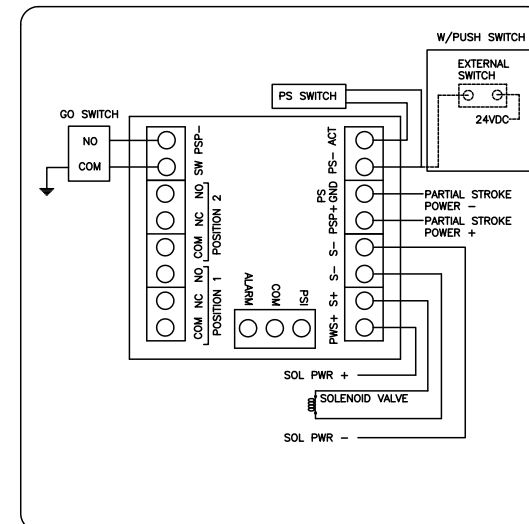 W/PUSH SWITCH
EXTERNAL
SWITCH
24VDC
PS SWITCH
GO SWITCH
NO
COM
PSP-
SW
NO
NC
COM
POSITION 2
NO
NC
COM
POSITION 1
ALARM
COM
PSI
ACT
PS-
PS
GND
PSP+
S-
S-
S+
PWS+
PARTIAL STROKE
POWER -
PARTIAL STROKE
POWER +
SOL PWR +
SOLENOID VALVE
SOL PWR -